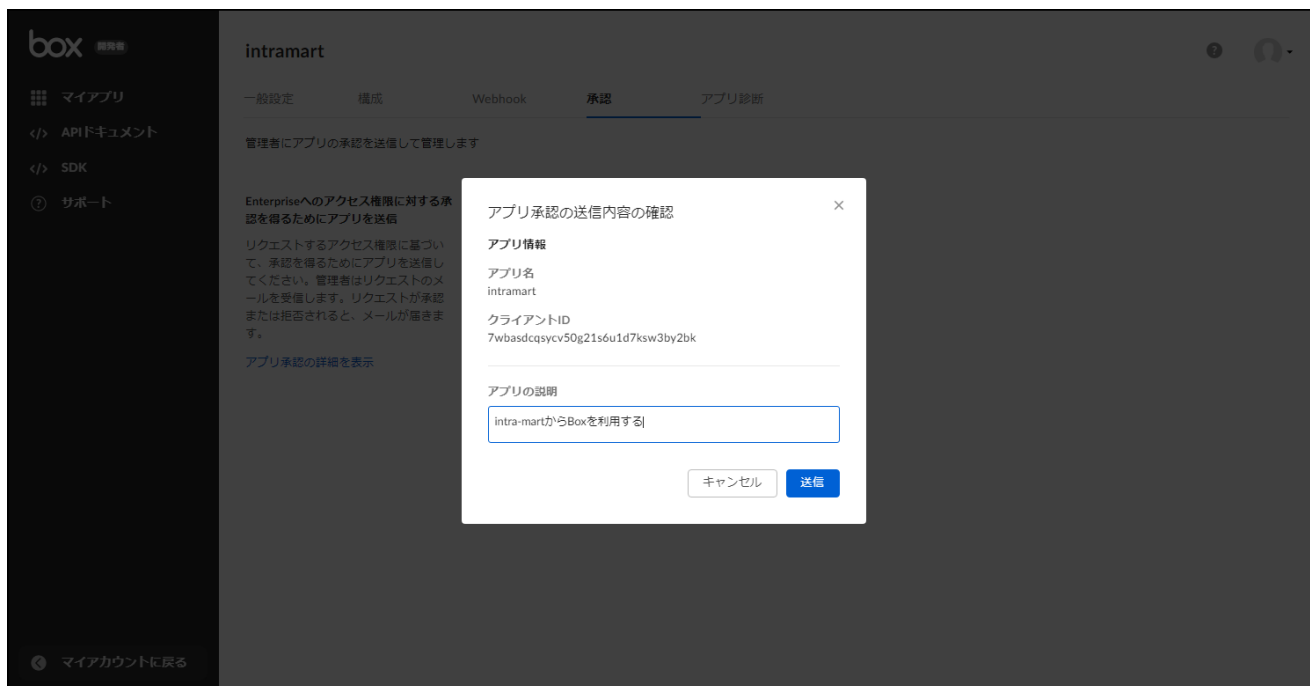 box 開発者
マイアプリ
APIドキュメント
SDK
サポート
マイアカウントに戻る
intramart
一般設定 構成 Webhook 承認 アプリ診断
管理者にアプリの承認を送信して管理します
Enterpriseへのアクセス権限に対する承
認を得るためにアプリを送信
リクエストするアクセス権限に基づい
て、承認を得るためにアプリを送信し
てください。管理者はリクエストのメ
ールを受信します。リクエストが承認
または拒否されると、メールが届きま
す。
アプリ承認の詳細を表示
アプリ承認の送信内容の確認
アプリ情報
アプリ名
intramart
クライアントID
7wbasdcqsycv50g21s6u1d7ksw3by2bk
アプリの説明
intra-martからBoxを利用する
キャンセル 送信